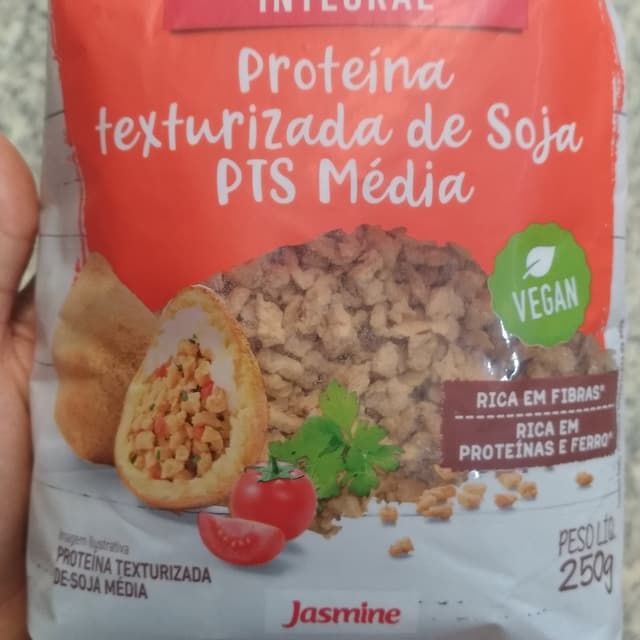 INTEGRAL
Proteína
texturizada de Soja
PTS Média
VEGAN
RICA EM FIBRAS*
RICA EM
PROTEÍNAS E FERRO*
Imagem Ilustrativa
PROTEÍNA TEXTURIZADA
DE SOJA MÉDIA
PESO LÍQ.
250g
Jasmine